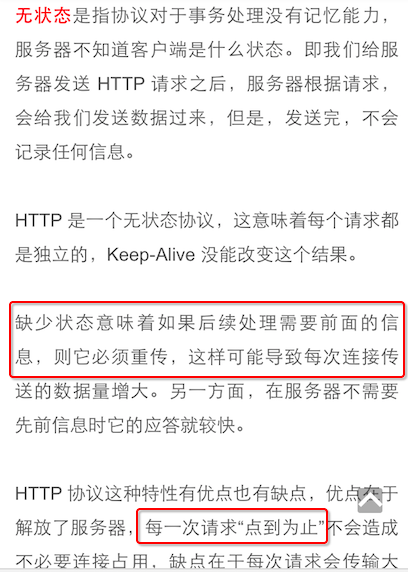 无状态是指协议对于事务处理没有记忆能力，
服务器不知道客户端是什么状态。即我们给服
务器发送 HTTP 请求之后，服务器根据请求，
会给我们发送数据过来，但是，发送完，不会
记录任何信息。
HTTP 是一个无状态协议，这意味着每个请求都
是独立的，Keep-Alive 没能改变这个结果。
缺少状态意味着如果后续处理需要前面的信
息，则它必须重传，这样可能导致每次连接传
送的数据量增大。另一方面，在服务器不需要
先前信息时它的应答就较快。
HTTP 协议这种特性有优点也有缺点，优点在于
解放了服务器，每一次请求“点到为止”不会造成
不必要连接占用，缺点在于每次请求会传输大